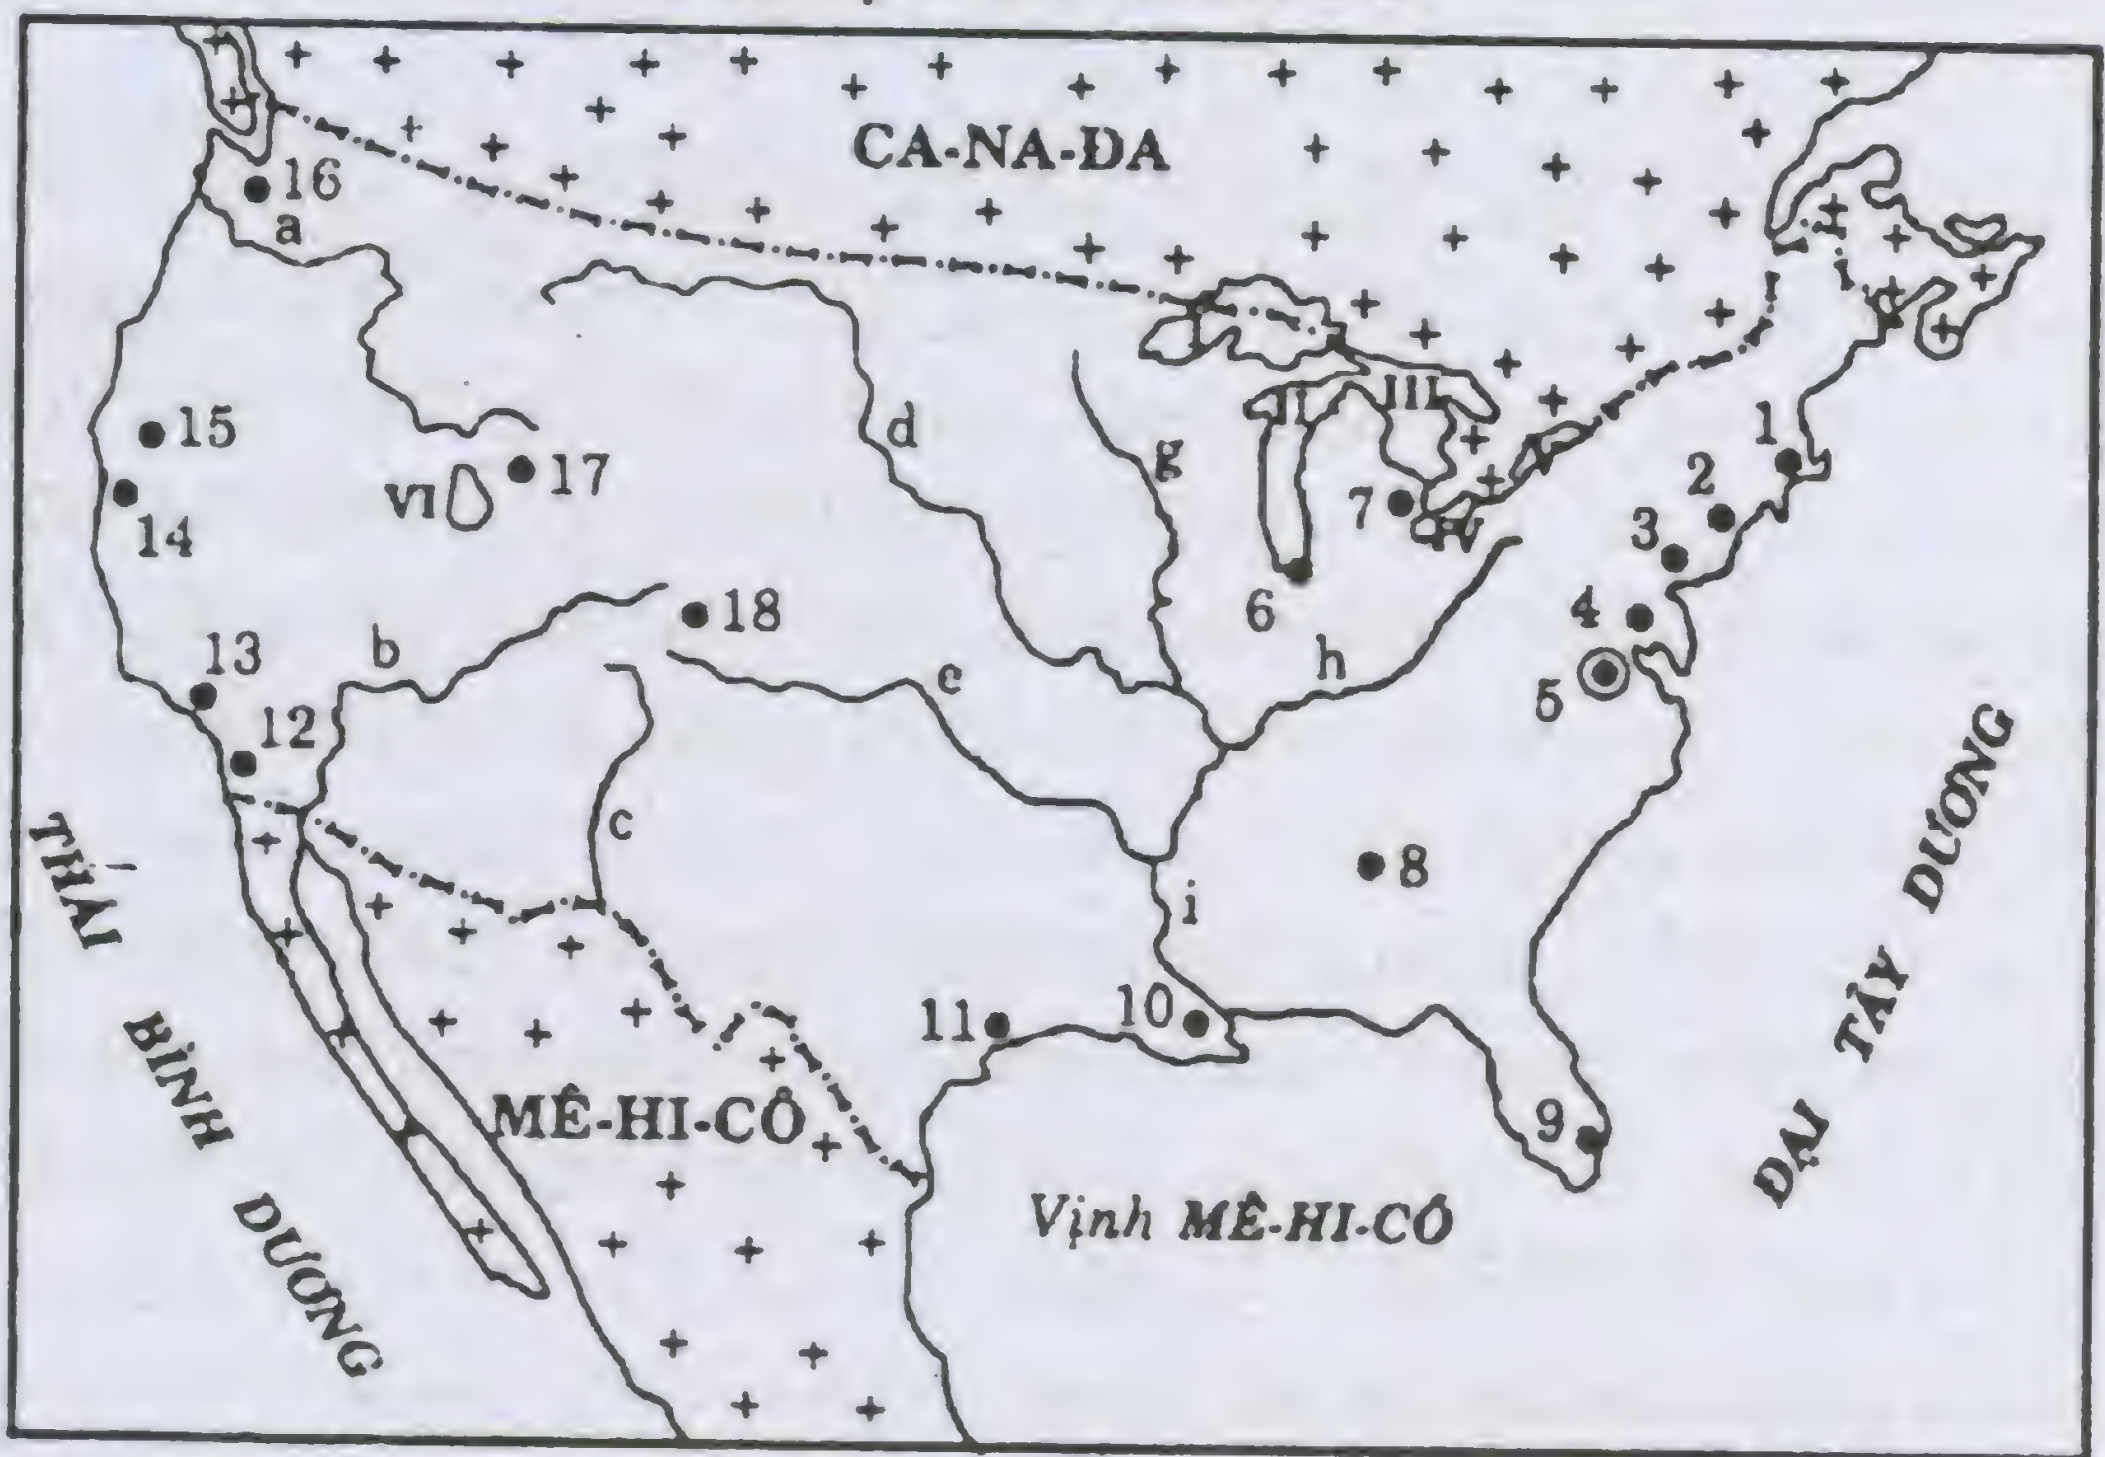 CA-NA-ĐA
16
a
15
14
VI
17
d
g
II
III
1
2
3
7
IV
V
6
4
5
18
h
b
e
13
12
c
8
i
11
10
9
MÊ-HI-CÔ
Vịnh MÊ-HI-CÔ
THÁI BÌNH DƯƠNG
ĐẠI TÂY DƯƠNG